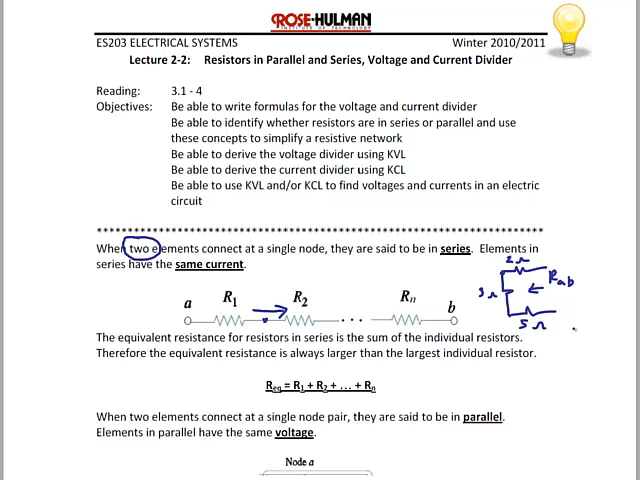 ROSE-HULMAN
INSTITUTE OF TECHNOLOGY
ES203 ELECTRICAL SYSTEMS Winter 2010/2011
Lecture 2-2: Resistors in Parallel and Series, Voltage and Current Divider
Reading: 3.1 - 4
Objectives: Be able to write formulas for the voltage and current divider
Be able to identify whether resistors are in series or parallel and use
these concepts to simplify a resistive network
Be able to derive the voltage divider using KVL
Be able to derive the current divider using KCL
Be able to use KVL and/or KCL to find voltages and currents in an electric
circuit
********************************************************************************
When two elements connect at a single node, they are said to be in series. Elements in
series have the same current.
2 Ω
Rab
3 Ω
5 Ω
a R1 R2 ... Rn b
The equivalent resistance for resistors in series is the sum of the individual resistors.
Therefore the equivalent resistance is always larger than the largest individual resistor.
Req = R1 + R2 + ... + Rn
When two elements connect at a single node pair, they are said to be in parallel.
Elements in parallel have the same voltage.
Node a